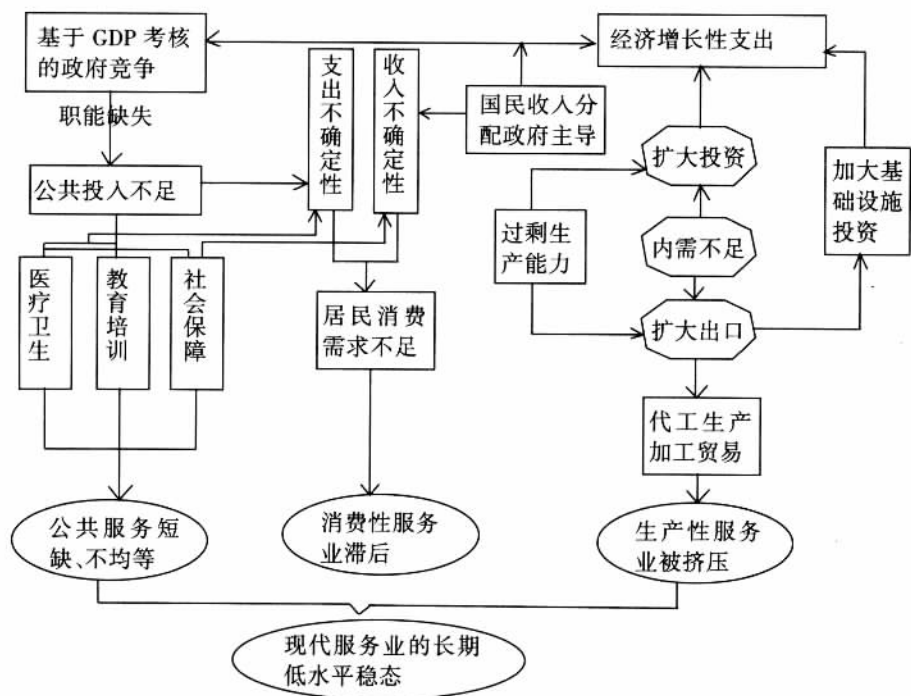 基于 GDP 考核
的政府竞争
经济增长性支出
职能缺失
支出不确定性
收入不确定性
国民收入分
配政府主导
扩大投资
加大基
础设施
投资
公共投入不足
过剩生
产能力
内需不足
医疗卫生
教育培训
社会保障
居民消费
需求不足
扩大出口
代工生产
加工贸易
公共服务短
缺、不均等
消费性服务
业滞后
生产性服务
业被挤压
现代服务业的长期
低水平稳态